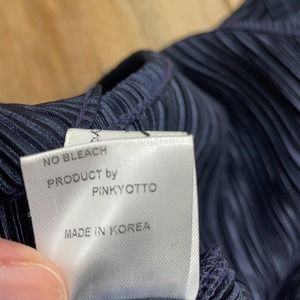 NO BLEACH
PRODUCT by
PINKYOTTO
MADE IN KOREA